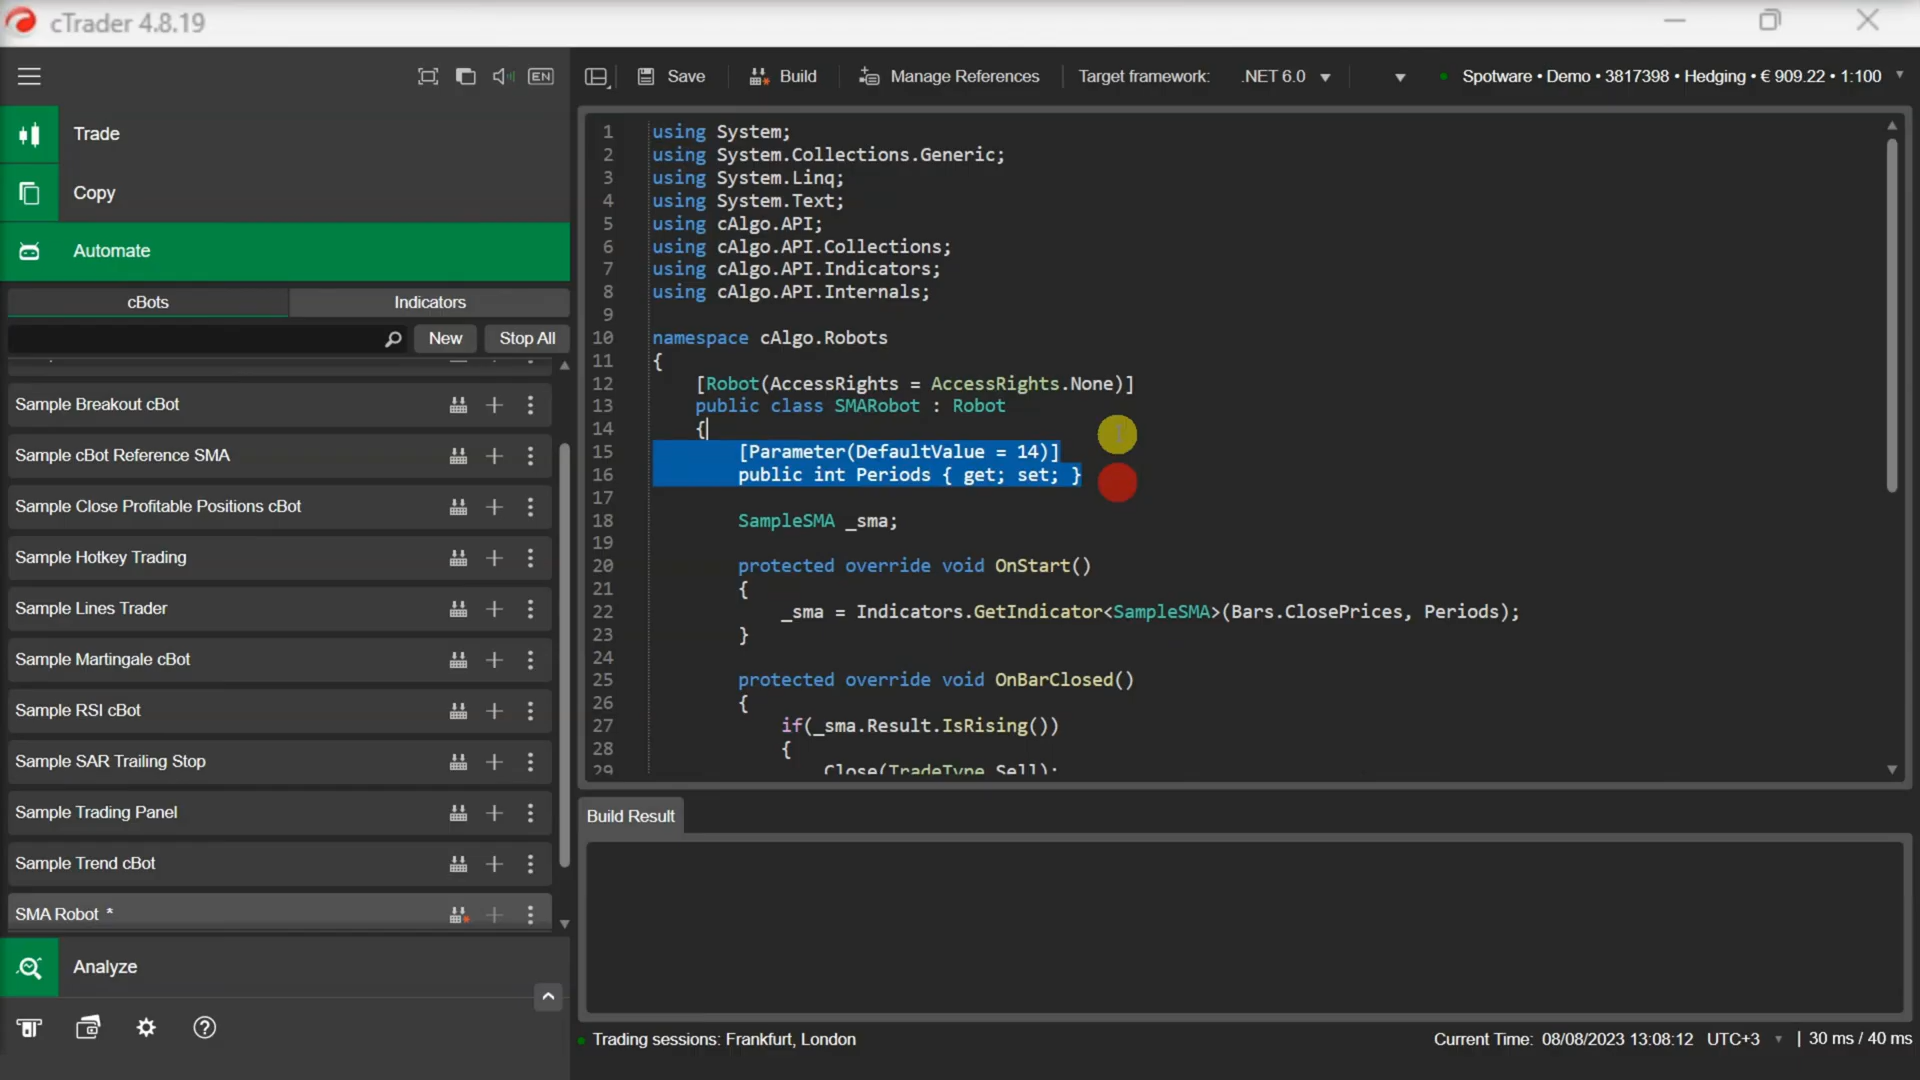 cTrader 4.8.19
EN
Save
Build
Manage References
Target framework:
.NET 6.0
Spotware • Demo • 3817398 • Hedging • € 909.22 • 1:100
Trade
Copy
Automate
cBots
Indicators
New
Stop All
Sample Breakout cBot
Sample cBot Reference SMA
Sample Close Profitable Positions cBot
Sample Hotkey Trading
Sample Lines Trader
Sample Martingale cBot
Sample RSI cBot
Sample SAR Trailing Stop
Sample Trading Panel
Sample Trend cBot
SMA Robot *
Analyze
1 using System;
2 using System.Collections.Generic;
3 using System.Linq;
4 using System.Text;
5 using cAlgo.API;
6 using cAlgo.API.Collections;
7 using cAlgo.API.Indicators;
8 using cAlgo.API.Internals;
9
10 namespace cAlgo.Robots
11 {
12 [Robot(AccessRights = AccessRights.None)]
13 public class SMARobot : Robot
14 {
15 [Parameter(DefaultValue = 14)]
16 public int Periods { get; set; }
17
18 SampleSMA _sma;
19
20 protected override void OnStart()
21 {
22 _sma = Indicators.GetIndicator<SampleSMA>(Bars.ClosePrices, Periods);
23 }
24
25 protected override void OnBarClosed()
26 {
27 if(_sma.Result.IsRising())
28 {
29 Close(TradeType.Sell);
Build Result
Trading sessions: Frankfurt, London
Current Time: 08/08/2023 13:08:12 UTC+3 | 30 ms / 40 ms